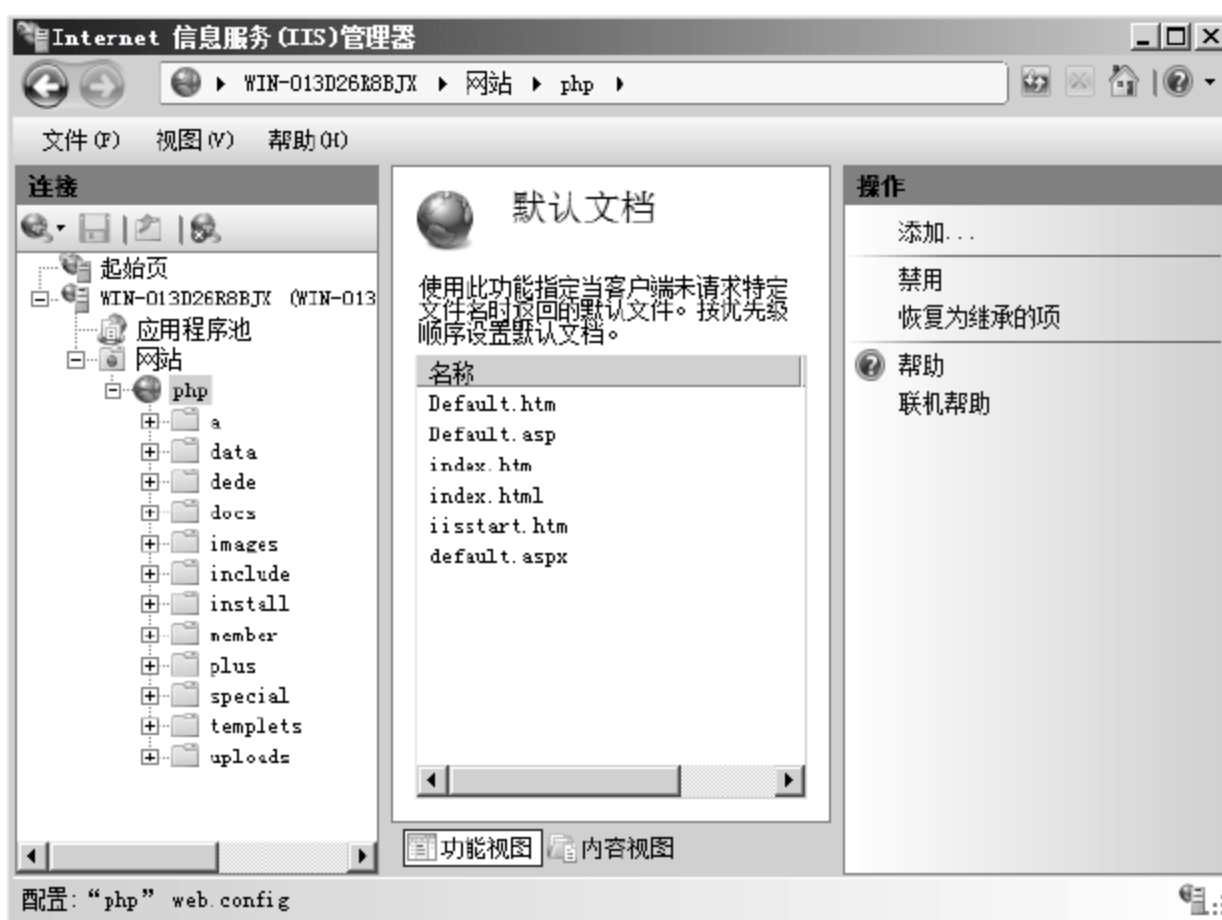 Internet 信息服务(IIS)管理器
WIN-013D26R8BJX 网站 php
文件(F) 视图(V) 帮助(H)
连接
起始页
WIN-013D26R8BJX (WIN-013
应用程序池
网站
php
a
data
dede
docs
images
include
install
member
plus
special
templets
uploads
默认文档
使用此功能指定当客户端未请求特定
文件名时返回的默认文件。按优先级
顺序设置默认文档。
名称
Default.htm
Default.asp
index.htm
index.html
iisstart.htm
default.aspx
功能视图 内容视图
操作
添加...
禁用
恢复为继承的项
帮助
联机帮助
配置:“php” web.config